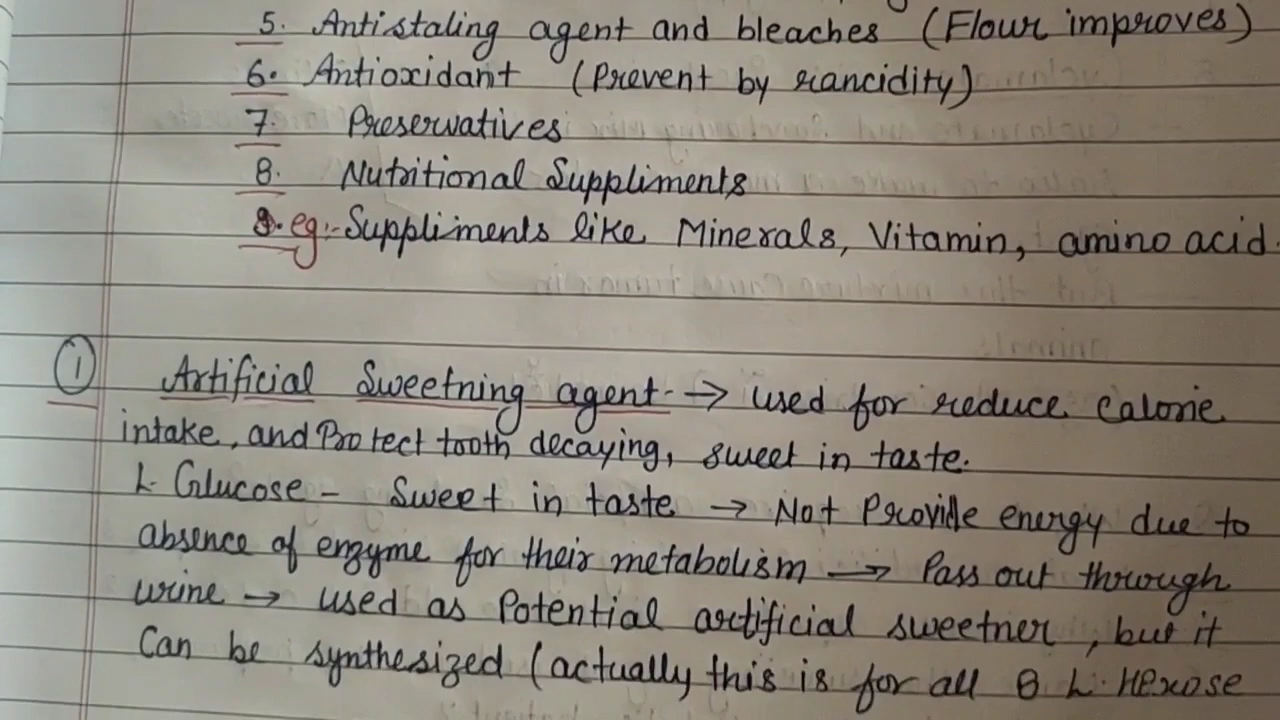 5. Antistaling agent and bleaches (Flour improves)
6. Antioxidant (Prevent by rancidity)
7. Preservatives
8. Nutritional Suppliments
eg:- Suppliments like Minerals, Vitamin, amino acid.
① Artificial Sweetning agent → used for reduce calorie
intake, and Protect tooth decaying, sweet in taste.
L-Glucose - Sweet in taste → Not Provide energy due to
absence of enzyme for their metabolism → Pass out through
urine → used as Potential artificial sweetner, but it
Can be synthesized (actually this is for all 8 L-Hexose